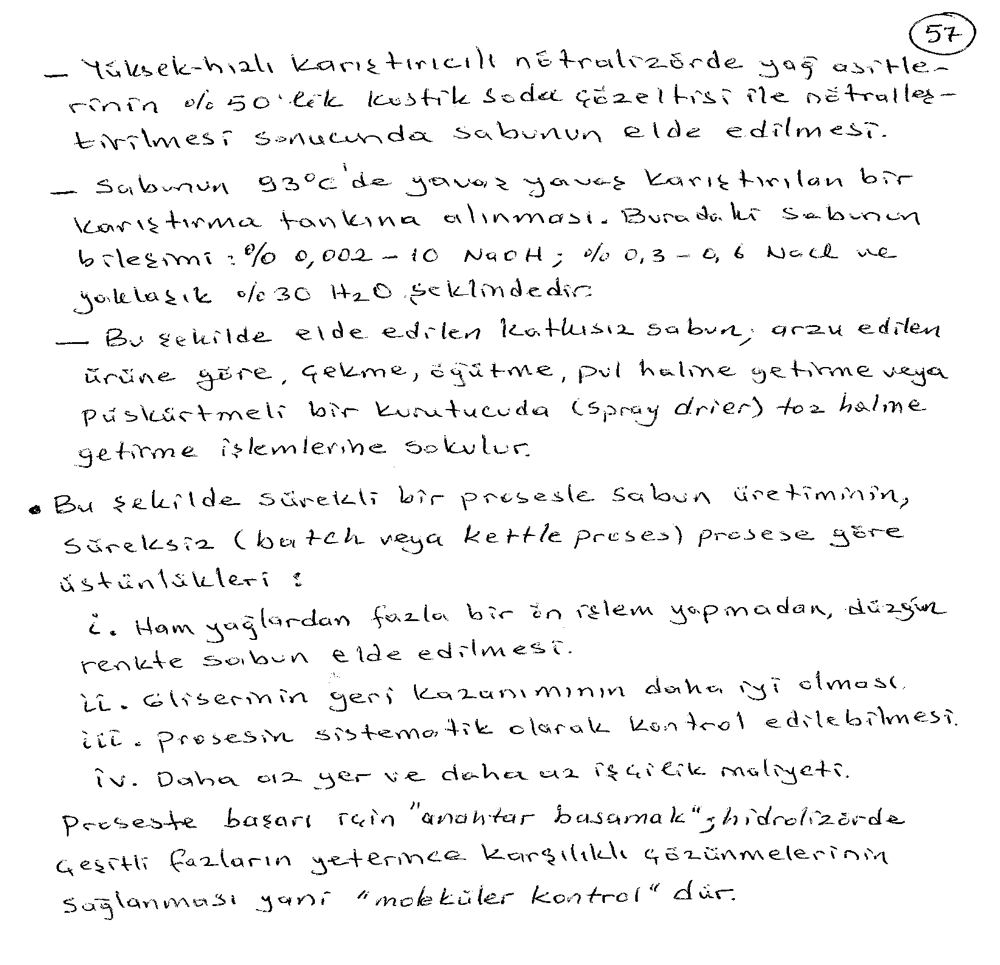 57
– Yüksek-hızlı karıştırıcılı nötralizörde yağ asitle-
rinin %50'lik kostik soda çözeltisi ile nötralleş-
tirilmesi sonucunda sabunun elde edilmesi.
– Sabunun 93°C'de yavaş yavaş karıştırılan bir
karıştırma tankına alınması. Buradaki sabunun
bileşimi : % 0,002 - 10 NaOH ; % 0,3 - 0,6 NaCl ve
yaklaşık %30 H2O şeklindedir.
– Bu şekilde elde edilen katkısız sabun; arzu edilen
ürüne göre, çekme, öğütme, pul haline getirme veya
püskürtmeli bir kurutucuda (spray drier) toz haline
getirme işlemlerine sokulur.
• Bu şekilde sürekli bir prosesle sabun üretiminin,
süreksiz (batch veya kettle proses) prosese göre
üstünlükleri :
i. Ham yağlardan fazla bir ön işlem yapmadan, düzgün
renkte sabun elde edilmesi.
ii. Gliserinin geri kazanımının daha iyi olması.
iii. Prosesin sistematik olarak kontrol edilebilmesi.
iv. Daha az yer ve daha az işçilik maliyeti.
Proseste başarı için "anahtar basamak"; hidrolizörde
çeşitli fazların yeterince karşılıklı çözünmelerinin
sağlanması yani "moleküler kontrol" dür.